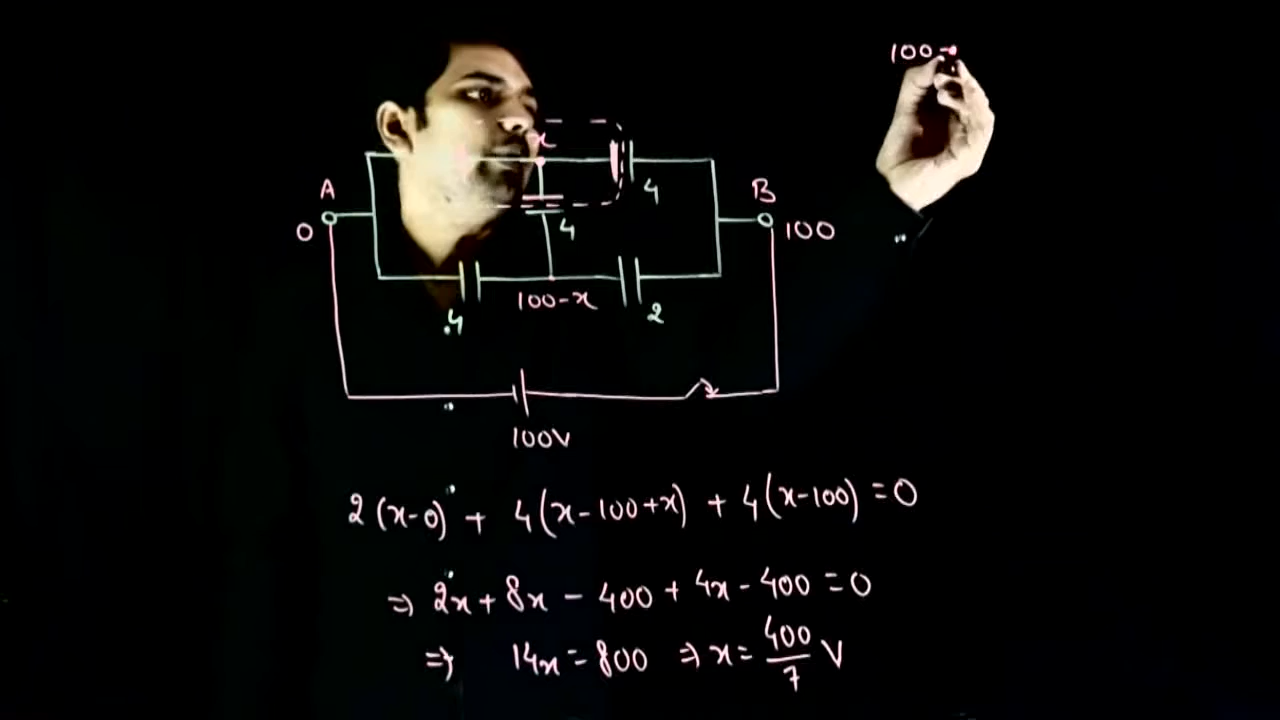 100-
x
A
4
B
0
4
100
100-x
4
2
100V
2(x-0) + 4(x-100+x) + 4(x-100) = 0
⇒ 2x + 8x - 400 + 4x - 400 = 0
⇒ 14x = 800 ⇒ x = 400/7 V